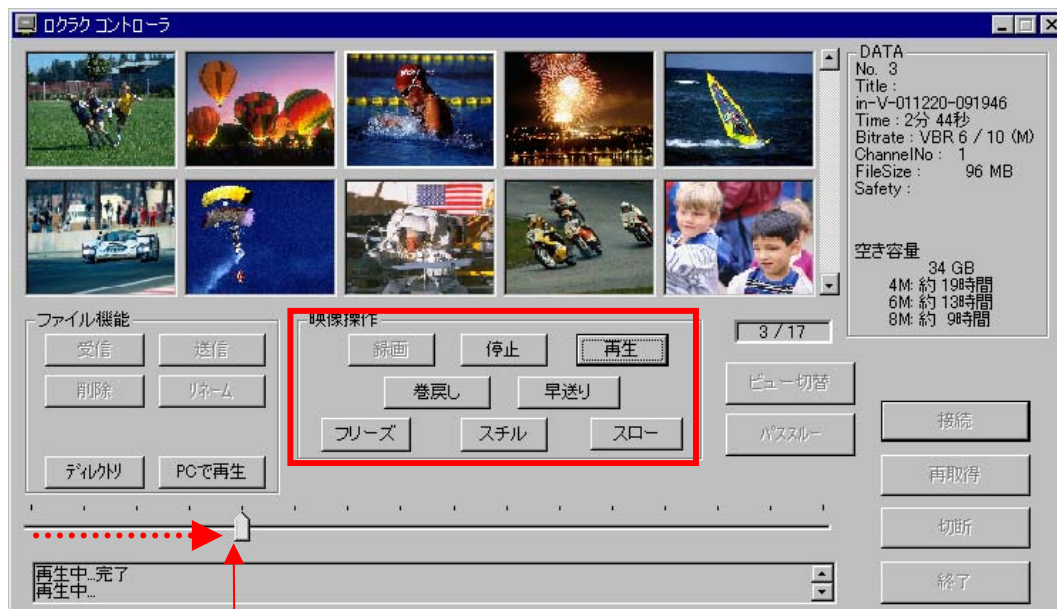 ロクラク コントローラ
DATA
No. 3
Title :
in-V-011220-091946
Time : 2分 44秒
Bitrate : VBR 6 / 10 (M)
ChannelNo : 1
FileSize : 96 MB
Safety :
空き容量
34 GB
4M: 約 19時間
6M: 約 13時間
8M: 約 9時間
ファイル機能
受信 送信
削除 リネーム
ディレクトリ PCで再生
映像操作
録画 停止 再生
巻戻し 早送り
フリーズ スチル スロー
3 / 17
ビュー切替
パススルー
接続
再取得
切断
終了
再生中...完了
再生中...